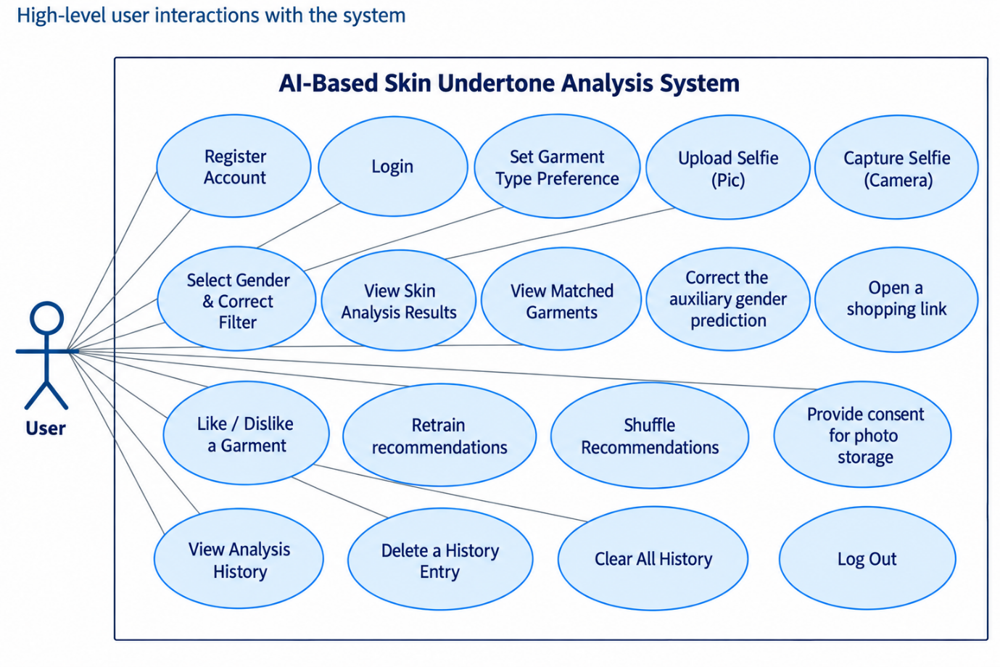 High-level user interactions with the system
AI-Based Skin Undertone Analysis System
Register
Account
Login
Set Garment
Type Preference
Upload Selfie
(Pic)
Capture Selfie
(Camera)
Select Gender
& Correct
Filter
View Skin
Analysis Results
View Matched
Garments
Correct the
auxiliary gender
prediction
Open a
shopping link
User
Like / Dislike
a Garment
Retrain
recommendations
Shuffle
Recommendations
Provide consent
for photo
storage
View Analysis
History
Delete a History
Entry
Clear All History
Log Out